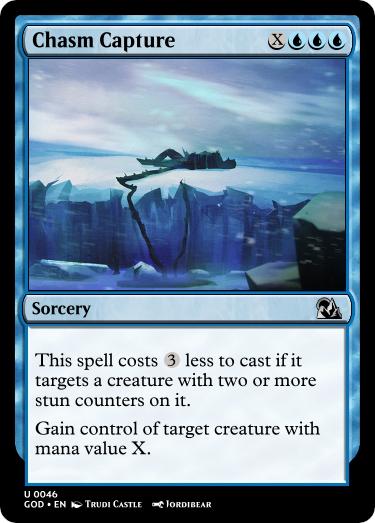 Chasm Capture X
Sorcery
This spell costs 3 less to cast if it
targets a creature with two or more
stun counters on it.
Gain control of target creature with
mana value X.
U 0046
GOD • EN TRUDI CASTLE JORDIBEAR